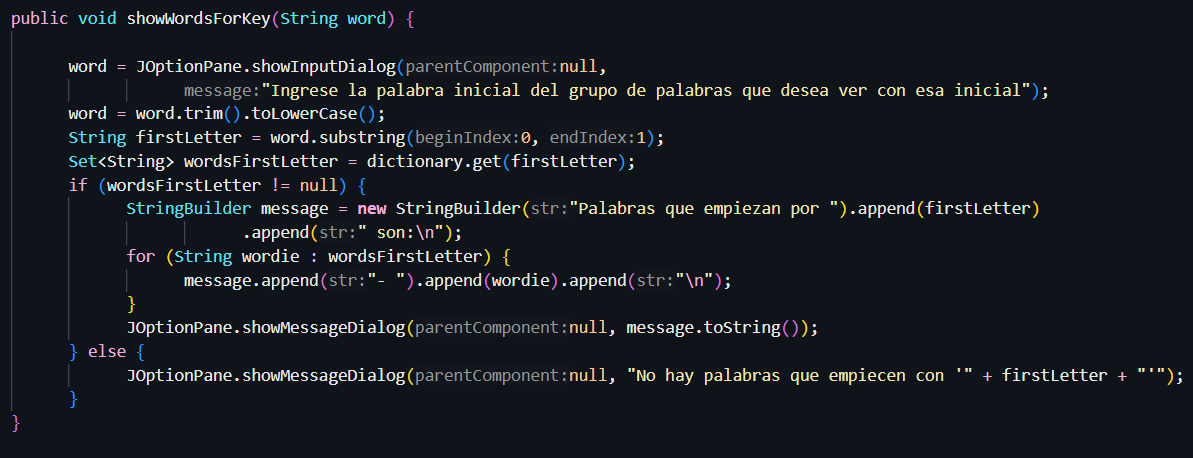 public void showWordsForKey(String word) {
word = JOptionPane.showInputDialog(parentComponent:null,
message:"Ingrese la palabra inicial del grupo de palabras que desea ver con esa inicial");
word = word.trim().toLowerCase();
String firstLetter = word.substring(beginIndex:0, endIndex:1);
Set<String> wordsFirstLetter = dictionary.get(firstLetter);
if (wordsFirstLetter != null) {
StringBuilder message = new StringBuilder(str:"Palabras que empiezan por ").append(firstLetter)
.append(str:" son:\n");
for (String wordie : wordsFirstLetter) {
message.append(str:"- ").append(wordie).append(str:"\n");
}
JOptionPane.showMessageDialog(parentComponent:null, message.toString());
} else {
JOptionPane.showMessageDialog(parentComponent:null, "No hay palabras que empiecen con '" + firstLetter + "'");
}
}